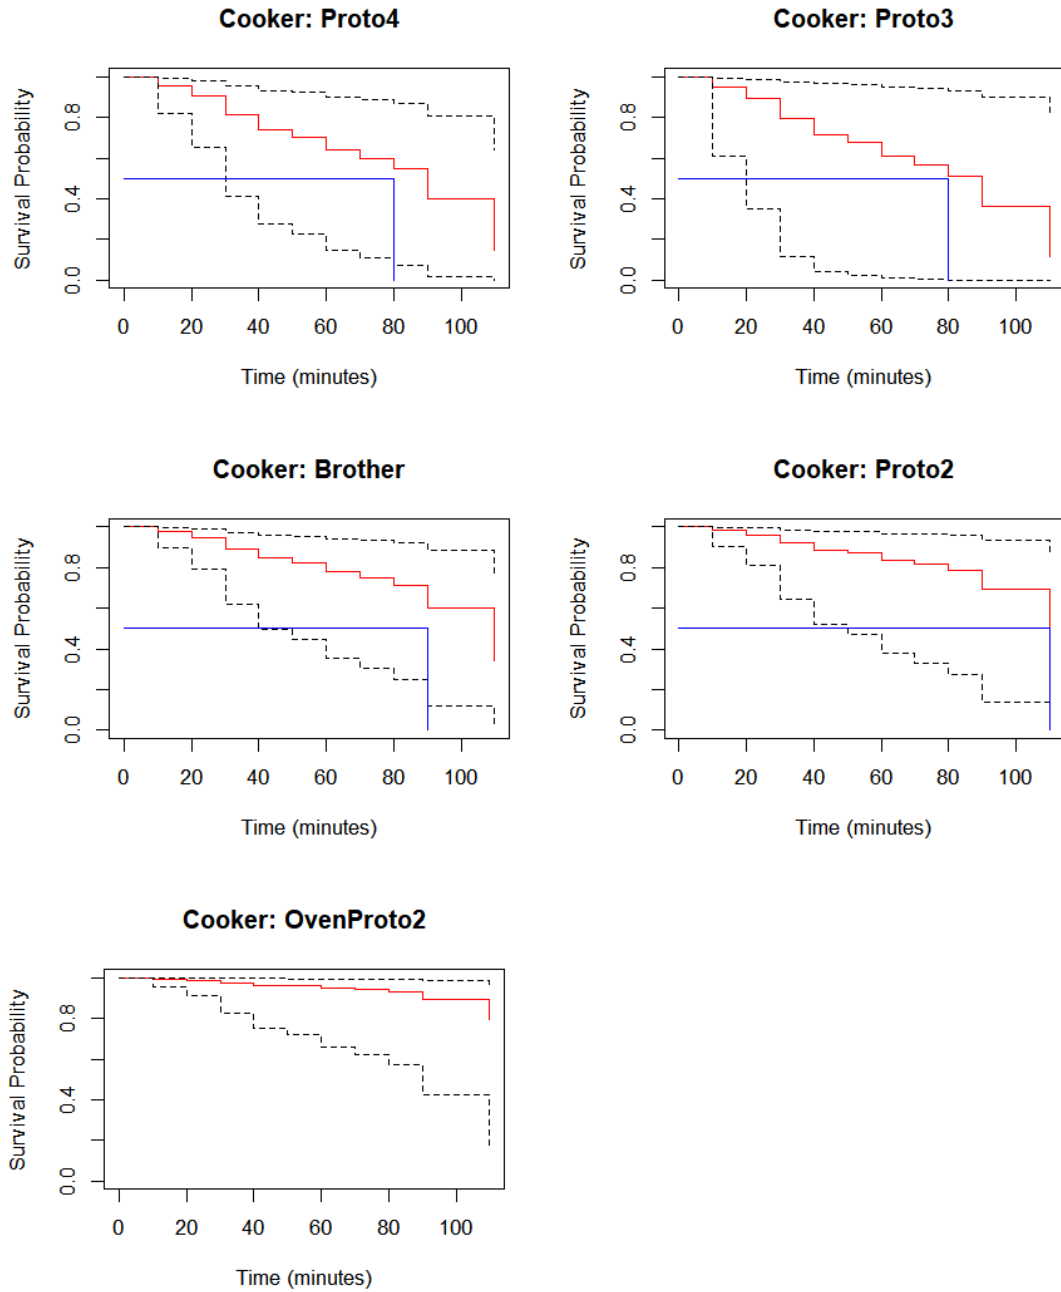 Cooker: Proto4
Survival Probability
0.0 0.4 0.8
0 20 40 60 80 100
Time (minutes)
Cooker: Proto3
Survival Probability
0.0 0.4 0.8
0 20 40 60 80 100
Time (minutes)
Cooker: Brother
Survival Probability
0.0 0.4 0.8
0 20 40 60 80 100
Time (minutes)
Cooker: Proto2
Survival Probability
0.0 0.4 0.8
0 20 40 60 80 100
Time (minutes)
Cooker: OvenProto2
Survival Probability
0.0 0.4 0.8
0 20 40 60 80 100
Time (minutes)